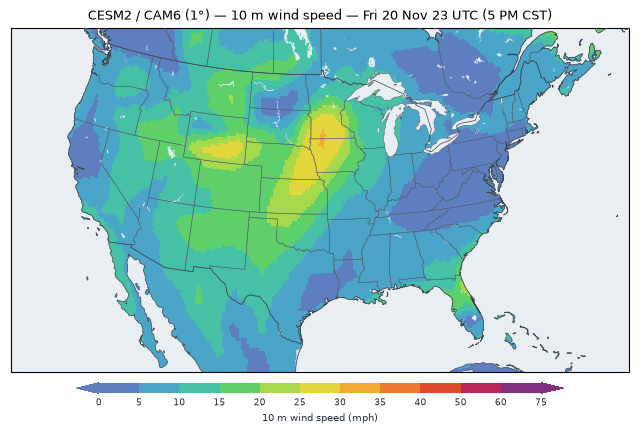 CESM2 / CAM6 (1°) — 10 m wind speed — Fri 20 Nov 23 UTC (5 PM CST)
0 5 10 15 20 25 30 35 40 50 60 75
10 m wind speed (mph)